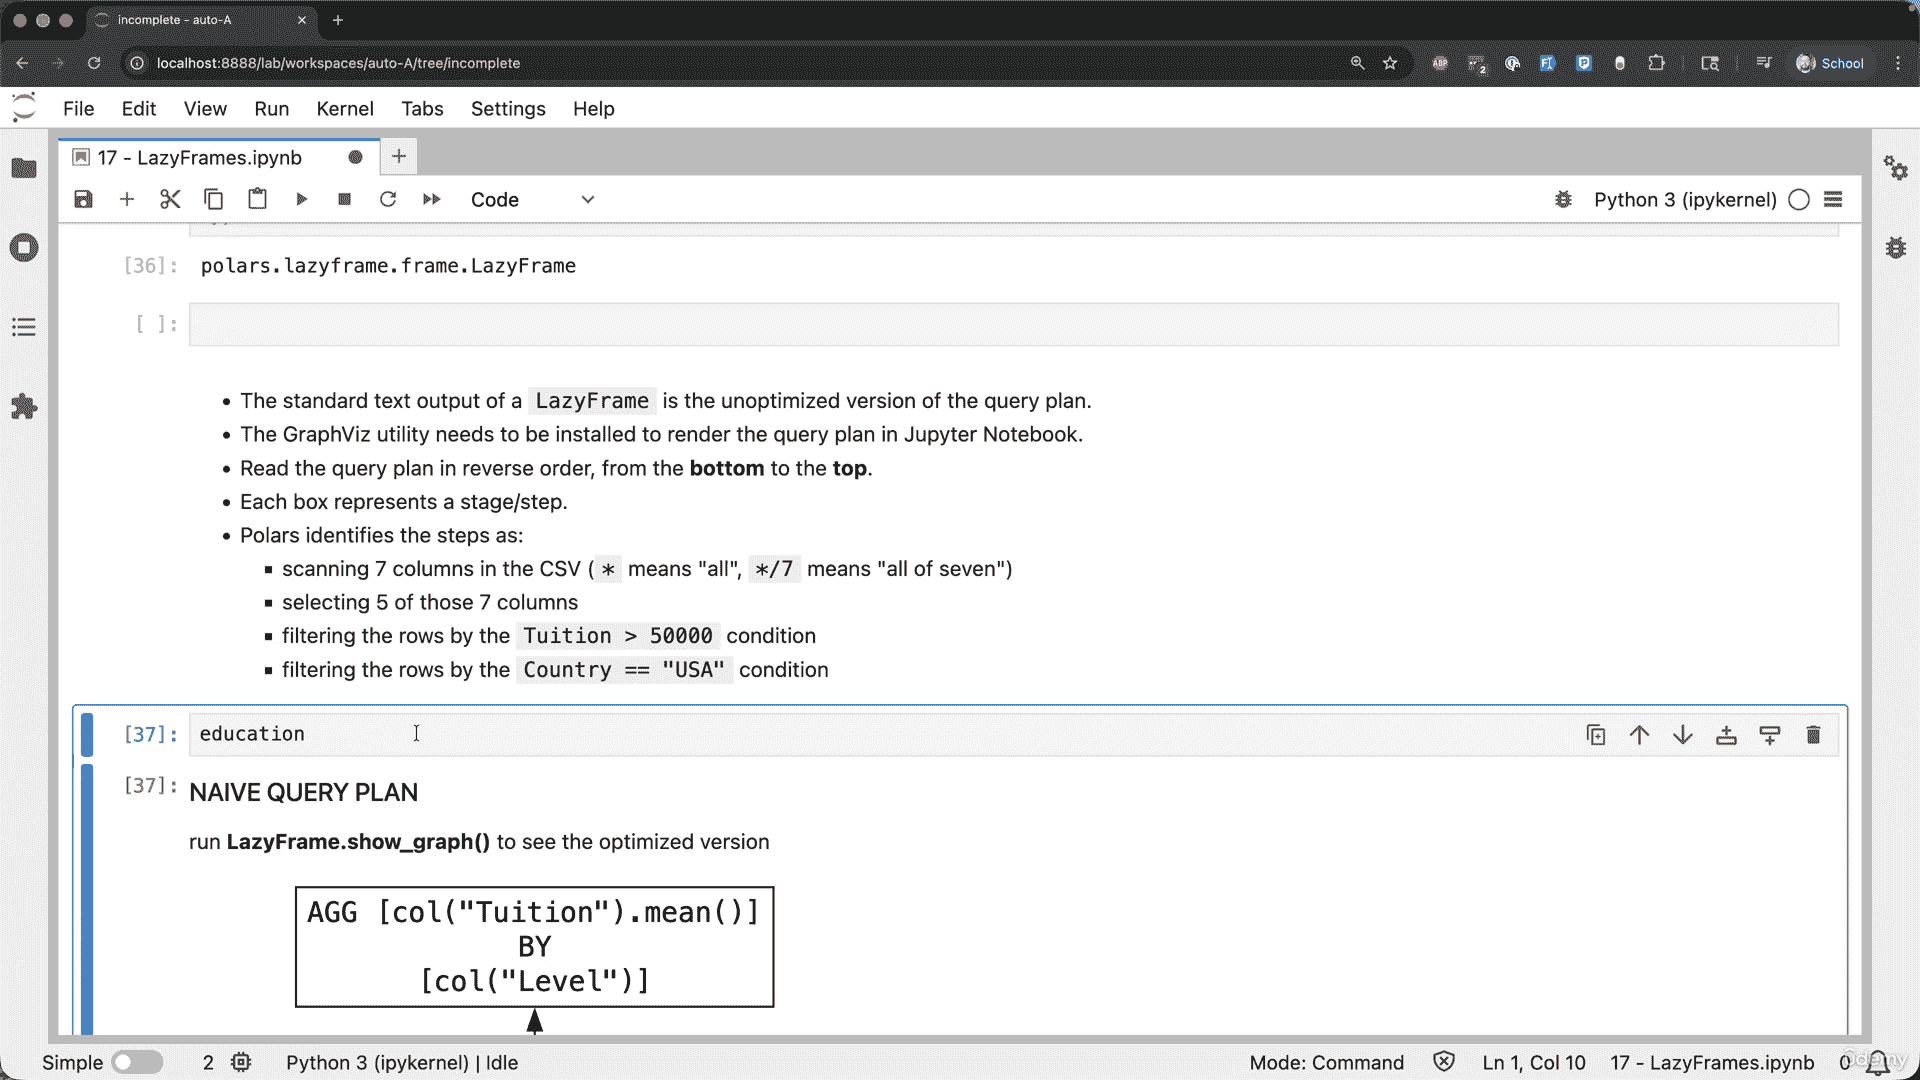 incomplete - auto-A
localhost:8888/lab/workspaces/auto-A/tree/incomplete
ABP
2
School
File Edit View Run Kernel Tabs Settings Help
17 - LazyFrames.ipynb
Code
Python 3 (ipykernel)
[36]: polars.lazyframe.frame.LazyFrame
[ ]:
• The standard text output of a LazyFrame is the unoptimized version of the query plan.
• The GraphViz utility needs to be installed to render the query plan in Jupyter Notebook.
• Read the query plan in reverse order, from the bottom to the top.
• Each box represents a stage/step.
• Polars identifies the steps as:
▪ scanning 7 columns in the CSV ( * means "all", */7 means "all of seven")
▪ selecting 5 of those 7 columns
▪ filtering the rows by the Tuition > 50000 condition
▪ filtering the rows by the Country == "USA" condition
[37]: education
[37]: NAIVE QUERY PLAN
run LazyFrame.show_graph() to see the optimized version
AGG [col("Tuition").mean()]
BY
[col("Level")]
Simple 2 Python 3 (ipykernel) | Idle Mode: Command Ln 1, Col 10 17 - LazyFrames.ipynb 0
Udemy